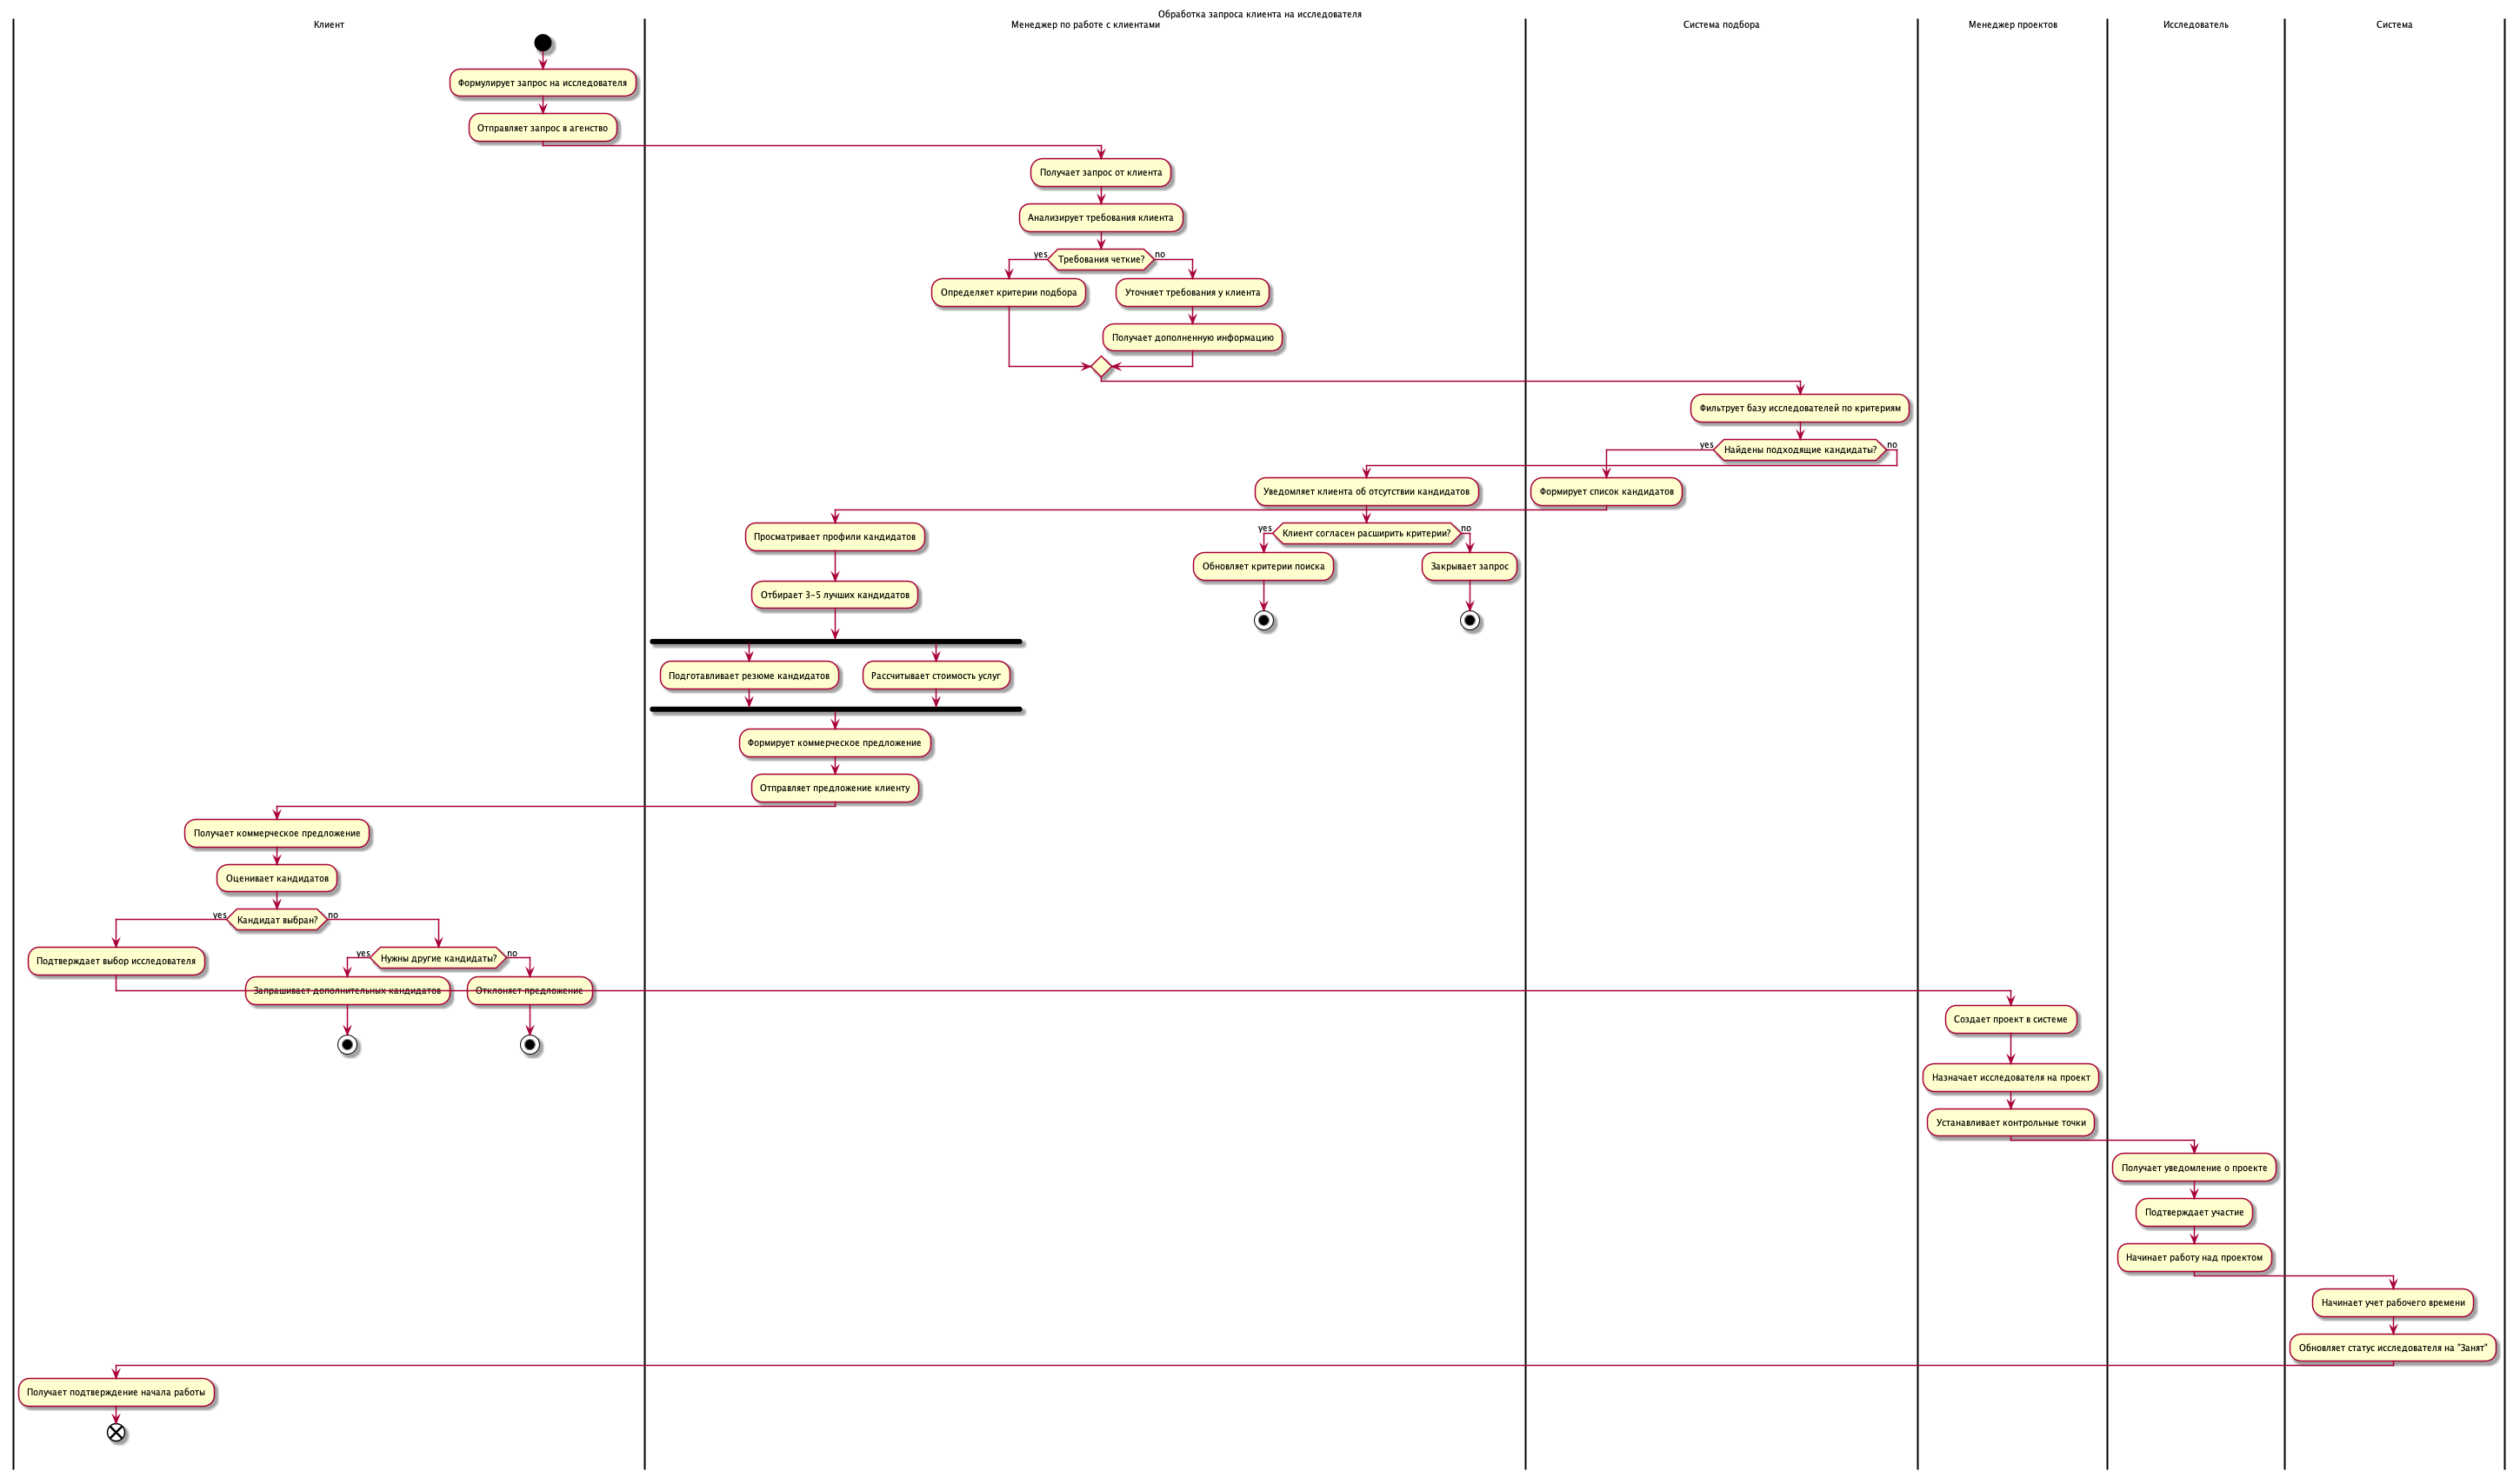 Обработка запроса клиента на исследователя
Клиент
Менеджер по работе с клиентами
Система подбора
Менеджер проектов
Исследователь
Система
Формулирует запрос на исследователя
Отправляет запрос в агенство
Получает запрос от клиента
Анализирует требования клиента
yes
Требования четкие?
no
Определяет критерии подбора
Уточняет требования у клиента
Получает дополненную информацию
Фильтрует базу исследователей по критериям
yes
Найдены подходящие кандидаты?
no
Уведомляет клиента об отсутствии кандидатов
Формирует список кандидатов
Просматривает профили кандидатов
yes
Клиент согласен расширить критерии?
no
Обновляет критерии поиска
Закрывает запрос
Отбирает 3-5 лучших кандидатов
Подготавливает резюме кандидатов
Рассчитывает стоимость услуг
Формирует коммерческое предложение
Отправляет предложение клиенту
Получает коммерческое предложение
Оценивает кандидатов
yes
Кандидат выбран?
no
Подтверждает выбор исследователя
yes
Нужны другие кандидаты?
no
Запрашивает дополнительных кандидатов
Отклоняет предложение
Создает проект в системе
Назначает исследователя на проект
Устанавливает контрольные точки
Получает уведомление о проекте
Подтверждает участие
Начинает работу над проектом
Начинает учет рабочего времени
Обновляет статус исследователя на "Занят"
Получает подтверждение начала работы